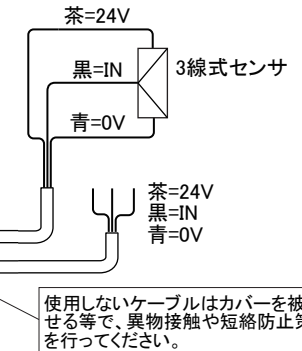 茶=24V
黒=IN
3線式センサ
青=0V
茶=24V
黒=IN
青=0V
使用しないケーブルはカバーを被
せる等で、異物接触や短絡防止策
を行ってください。